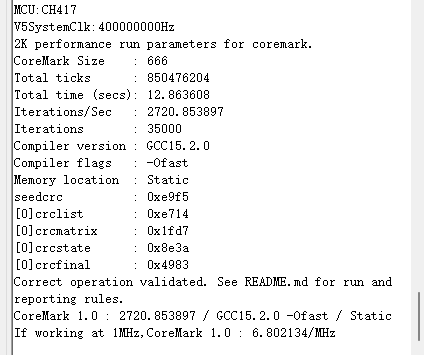 MCU:CH417
V5SystemClk:400000000Hz
2K performance run parameters for coremark.
CoreMark Size    : 666
Total ticks      : 850476204
Total time (secs): 12.863608
Iterations/Sec   : 2720.853897
Iterations       : 35000
Compiler version : GCC15.2.0
Compiler flags   : -Ofast
Memory location  : Static
seedcrc          : 0xe9f5
[0]crclist       : 0xe714
[0]crcmatrix     : 0x1fd7
[0]crcstate      : 0x8e3a
[0]crcfinal      : 0x4983
Correct operation validated. See README.md for run and
reporting rules.
CoreMark 1.0 : 2720.853897 / GCC15.2.0 -Ofast / Static
If working at 1MHz,CoreMark 1.0 : 6.802134/MHz